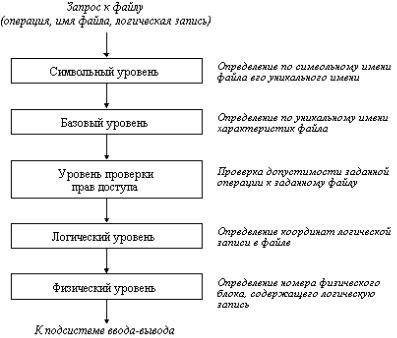 Запрос к файлу
(операция, имя файла, логическая запись)
Символьный уровень
Определение по символьному имени
файла его уникального имени
Базовый уровень
Определение по уникальному имени
характеристик файла
Уровень проверки
прав доступа
Проверка допустимости заданной
операции к заданному файлу
Логический уровень
Определение координат логической
записи в файле
Физический уровень
Определение номера физического
блока, содержащего логическую
запись
К подсистеме ввода-вывода